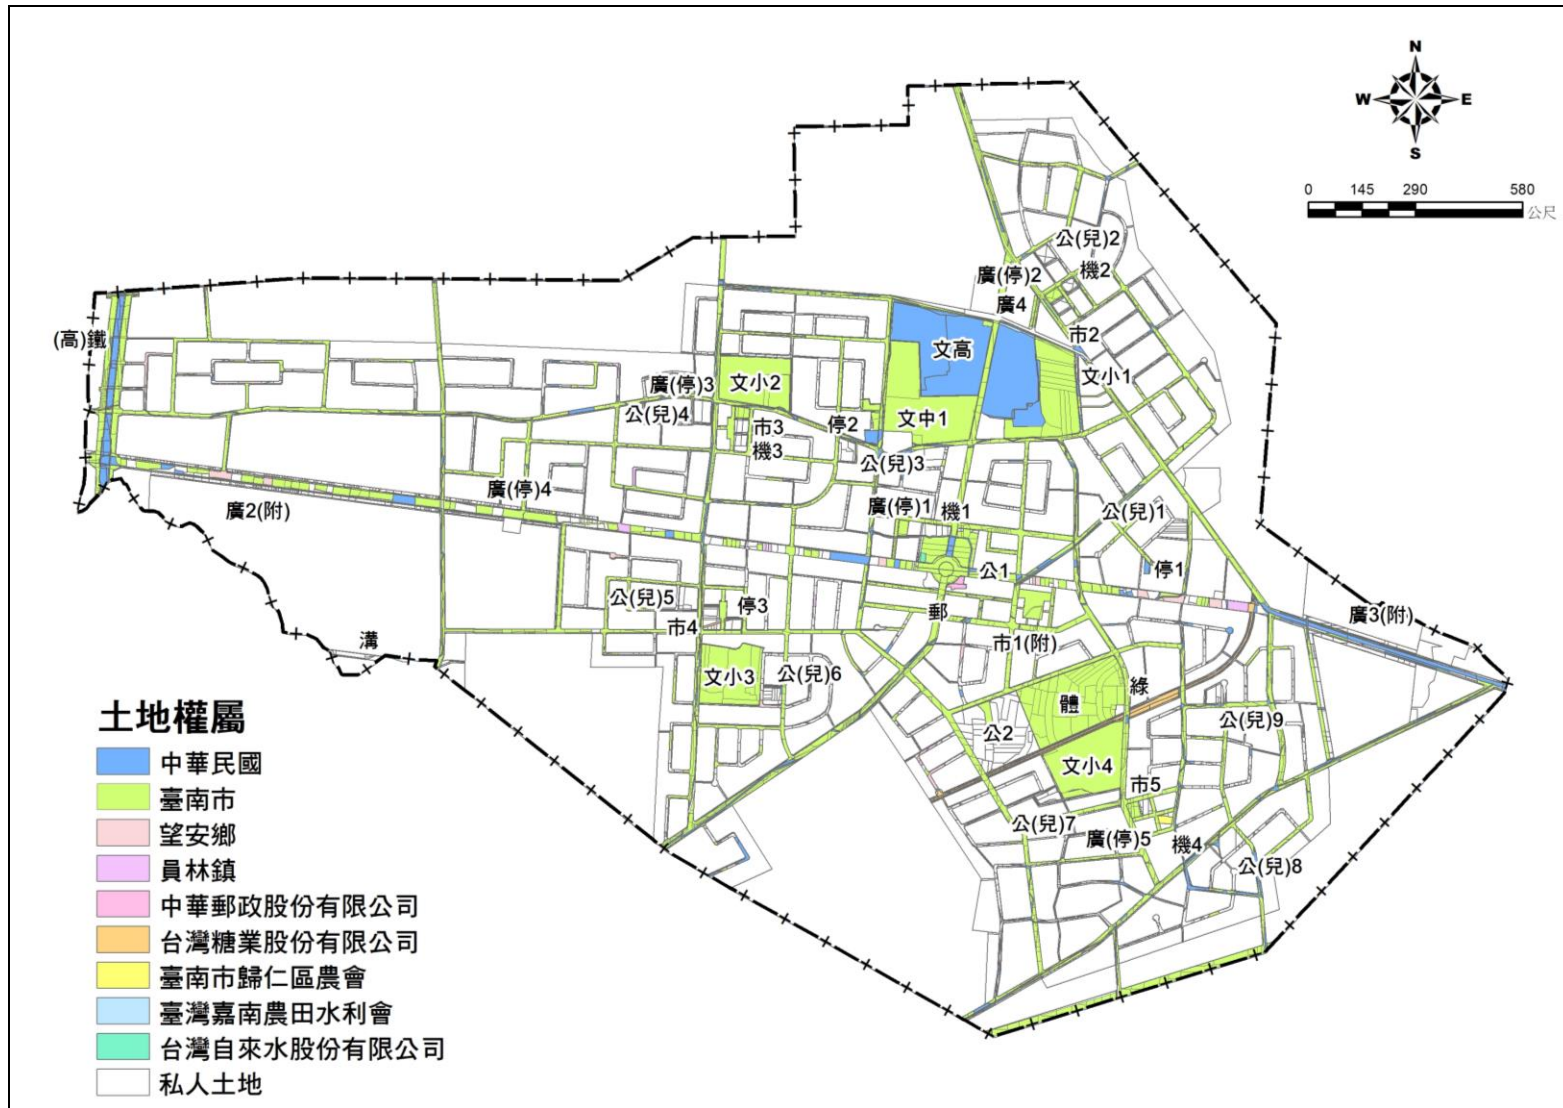 N
W E
S
0 145 290 580
公尺
公(兒)2
機2
廣(停)2
廣4
(高)鐵
市2
文高
文小1
廣(停)3
文小2
公(兒)4
市3
停2
文中1
機3
公(兒)3
廣(停)4
廣2(附)
廣(停)1
機1
公(兒)1
公1
停1
公(兒)5
停3
郵
廣3(附)
市4
市1(附)
溝
文小3
公(兒)6
綠
體
公2
公(兒)9
文小4
市5
公(兒)7
廣(停)5
機4
公(兒)8
土地權屬
中華民國
臺南市
望安鄉
員林鎮
中華郵政股份有限公司
台灣糖業股份有限公司
臺南市歸仁區農會
臺灣嘉南農田水利會
台灣自來水股份有限公司
私人土地